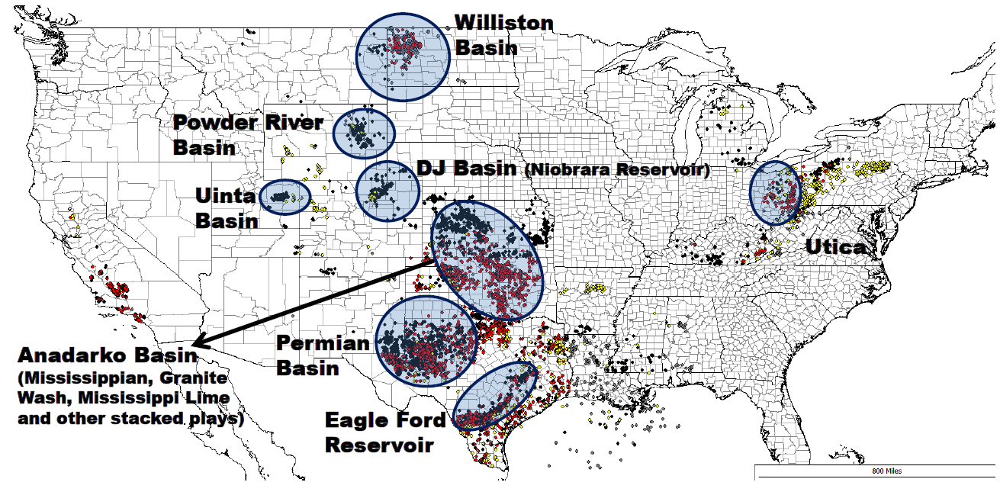 Williston
Basin
Powder River
Basin
DJ Basin (Niobrara Reservoir)
Uinta
Basin
Utica
Anadarko Basin
(Mississippian, Granite
Wash, Mississippi Lime
and other stacked plays)
Permian
Basin
Eagle Ford
Reservoir
800 Miles